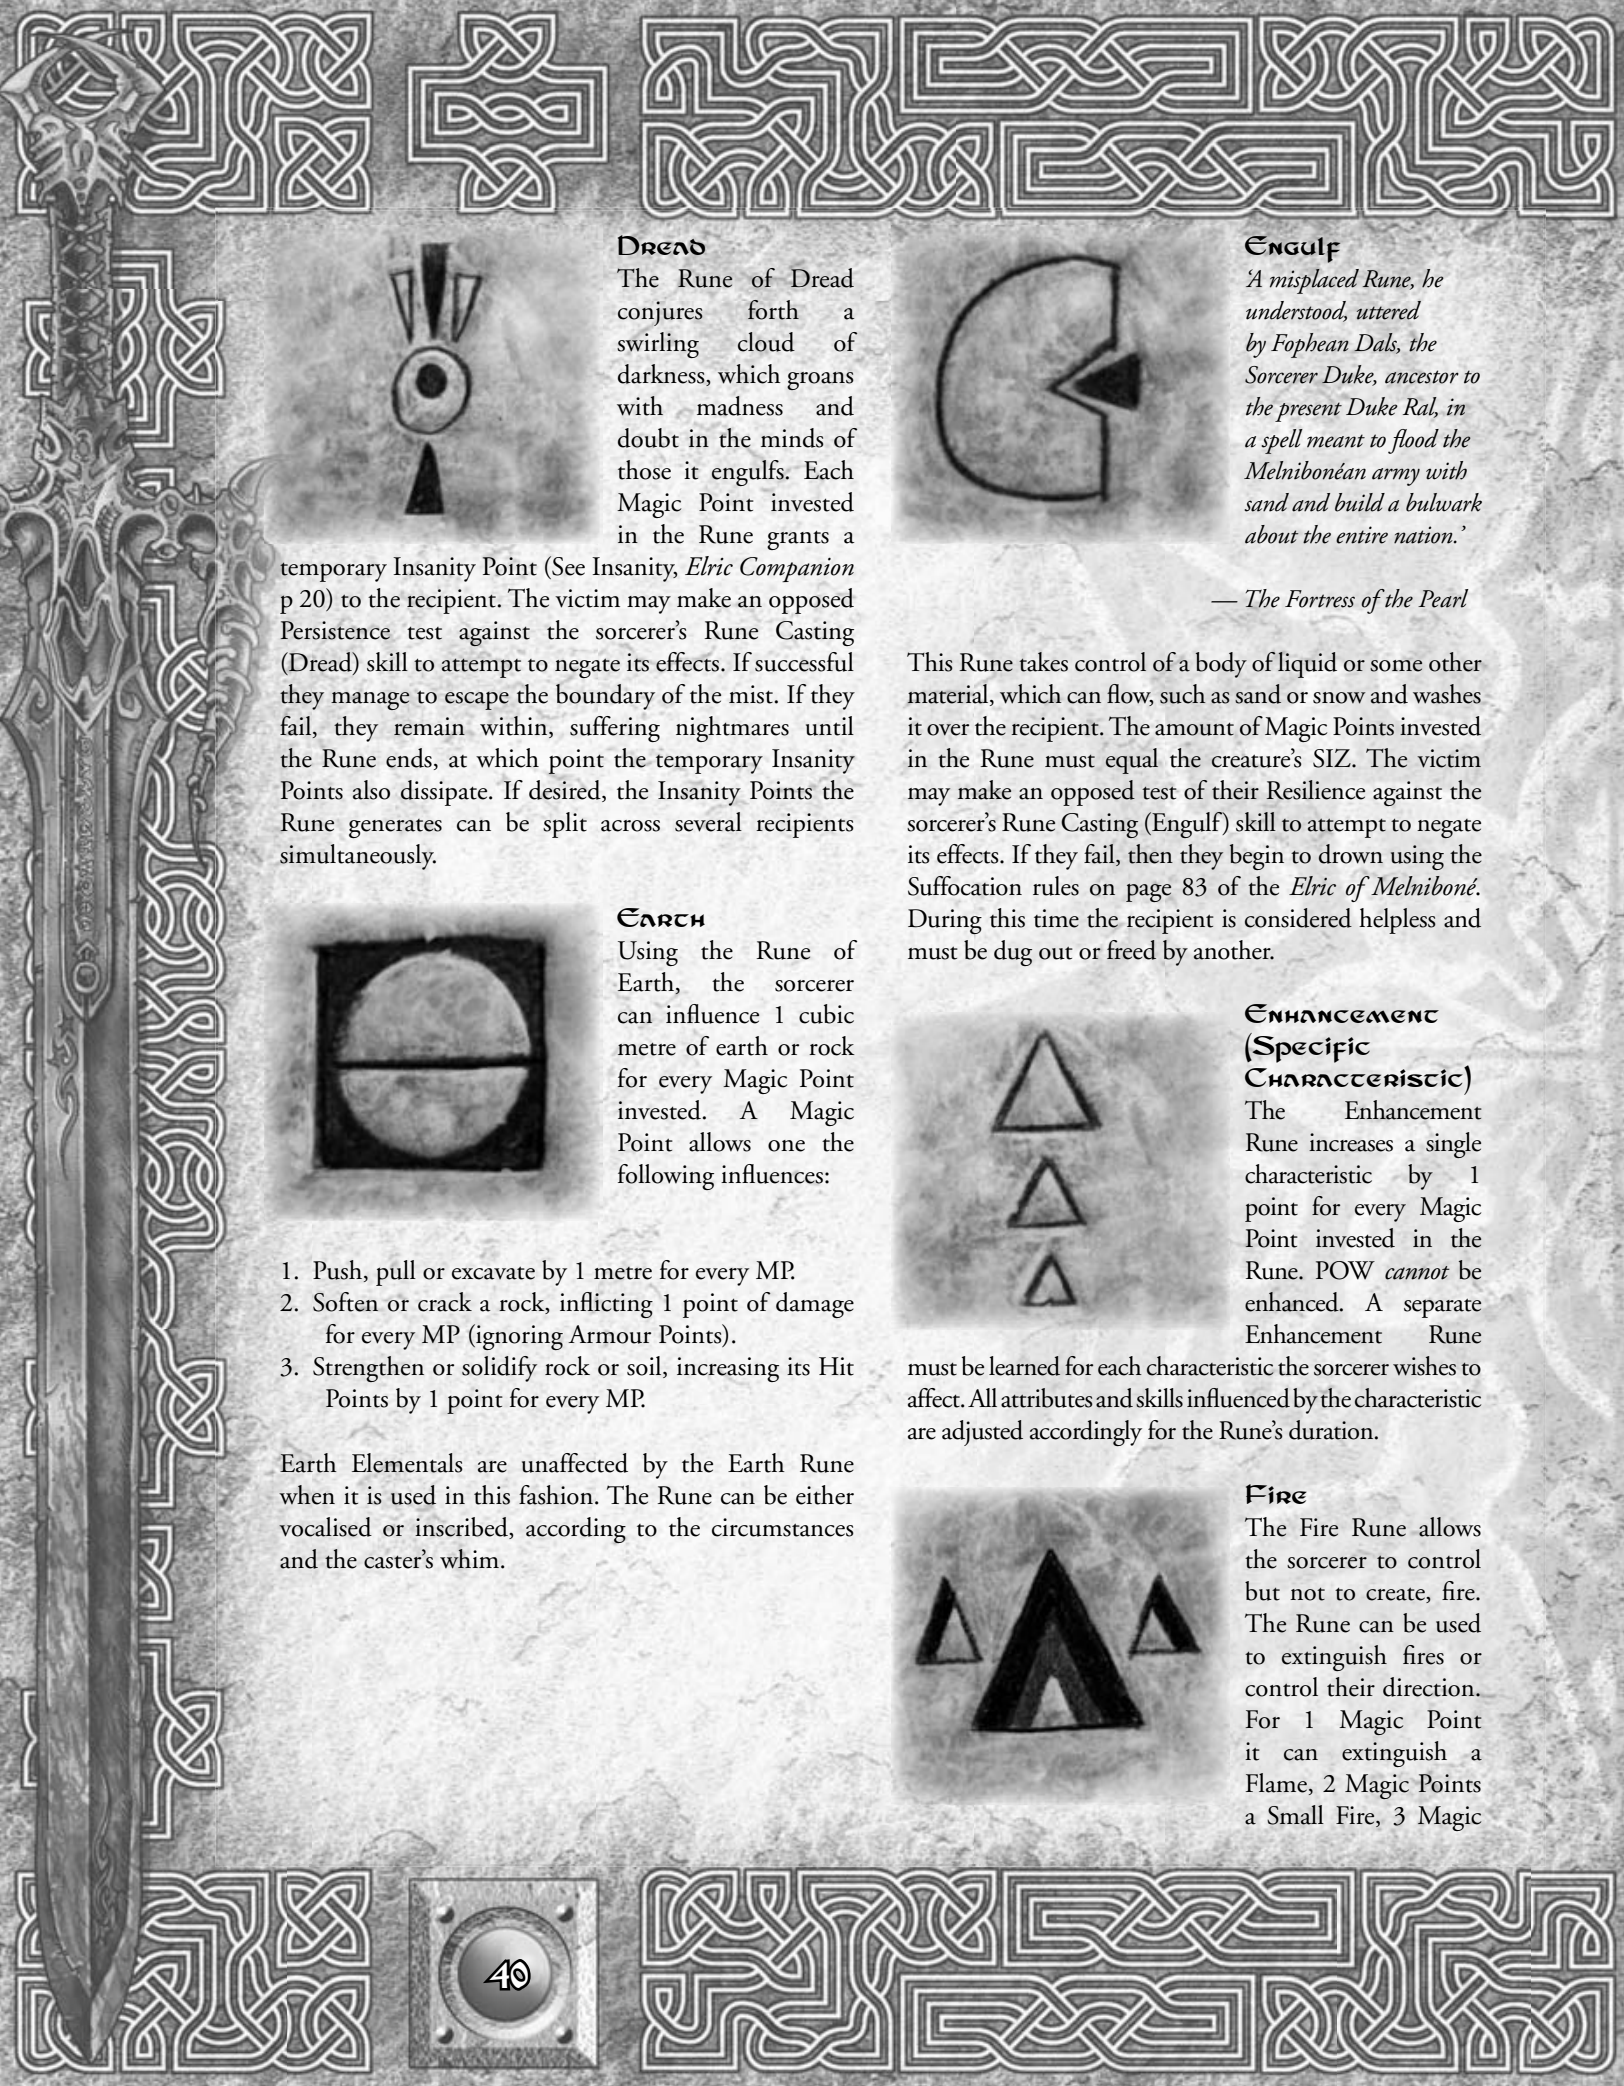 Dread
The Rune of Dread
conjures forth a
swirling cloud of
darkness, which groans
with madness and
doubt in the minds of
those it engulfs. Each
Magic Point invested
in the Rune grants a
temporary Insanity Point (See Insanity, Elric Companion
p 20) to the recipient. The victim may make an opposed
Persistence test against the sorcerer's Rune Casting
(Dread) skill to attempt to negate its effects. If successful
they manage to escape the boundary of the mist. If they
fail, they remain within, suffering nightmares until
the Rune ends, at which point the temporary Insanity
Points also dissipate. If desired, the Insanity Points the
Rune generates can be split across several recipients
simultaneously.
Earth
Using the Rune of
Earth, the sorcerer
can influence 1 cubic
metre of earth or rock
for every Magic Point
invested. A Magic
Point allows one the
following influences:
1. Push, pull or excavate by 1 metre for every MP.
2. Soften or crack a rock, inflicting 1 point of damage
for every MP (ignoring Armour Points).
3. Strengthen or solidify rock or soil, increasing its Hit
Points by 1 point for every MP.
Earth Elementals are unaffected by the Earth Rune
when it is used in this fashion. The Rune can be either
vocalised or inscribed, according to the circumstances
and the caster's whim.
Engulf
'A misplaced Rune, he
understood, uttered
by Fophean Dals, the
Sorcerer Duke, ancestor to
the present Duke Ral, in
a spell meant to flood the
Melnibonéan army with
sand and build a bulwark
about the entire nation.'
— The Fortress of the Pearl
This Rune takes control of a body of liquid or some other
material, which can flow, such as sand or snow and washes
it over the recipient. The amount of Magic Points invested
in the Rune must equal the creature's SIZ. The victim
may make an opposed test of their Resilience against the
sorcerer's Rune Casting (Engulf) skill to attempt to negate
its effects. If they fail, then they begin to drown using the
Suffocation rules on page 83 of the Elric of Melniboné.
During this time the recipient is considered helpless and
must be dug out or freed by another.
Enhancement
(Specific
Characteristic)
The Enhancement
Rune increases a single
characteristic by 1
point for every Magic
Point invested in the
Rune. POW cannot be
enhanced. A separate
Enhancement Rune
must be learned for each characteristic the sorcerer wishes to
affect. All attributes and skills influenced by the characteristic
are adjusted accordingly for the Rune's duration.
Fire
The Fire Rune allows
the sorcerer to control
but not to create, fire.
The Rune can be used
to extinguish fires or
control their direction.
For 1 Magic Point
it can extinguish a
Flame, 2 Magic Points
a Small Fire, 3 Magic
40